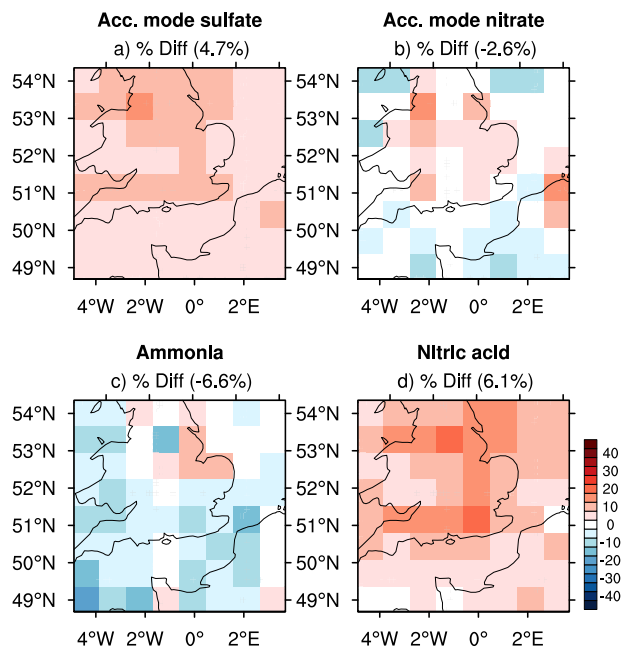 Acc. mode sulfate
a) % Diff (4.7%)
54°N
53°N
52°N
51°N
50°N
49°N
4°W 2°W 0° 2°E
Acc. mode nitrate
b) % Diff (-2.6%)
54°N
53°N
52°N
51°N
50°N
49°N
4°W 2°W 0° 2°E
AmmonIa
c) % Diff (-6.6%)
54°N
53°N
52°N
51°N
50°N
49°N
4°W 2°W 0° 2°E
NItrIc acId
d) % Diff (6.1%)
54°N
53°N
52°N
51°N
50°N
49°N
4°W 2°W 0° 2°E
40
30
20
10
0
-10
-20
-30
-40